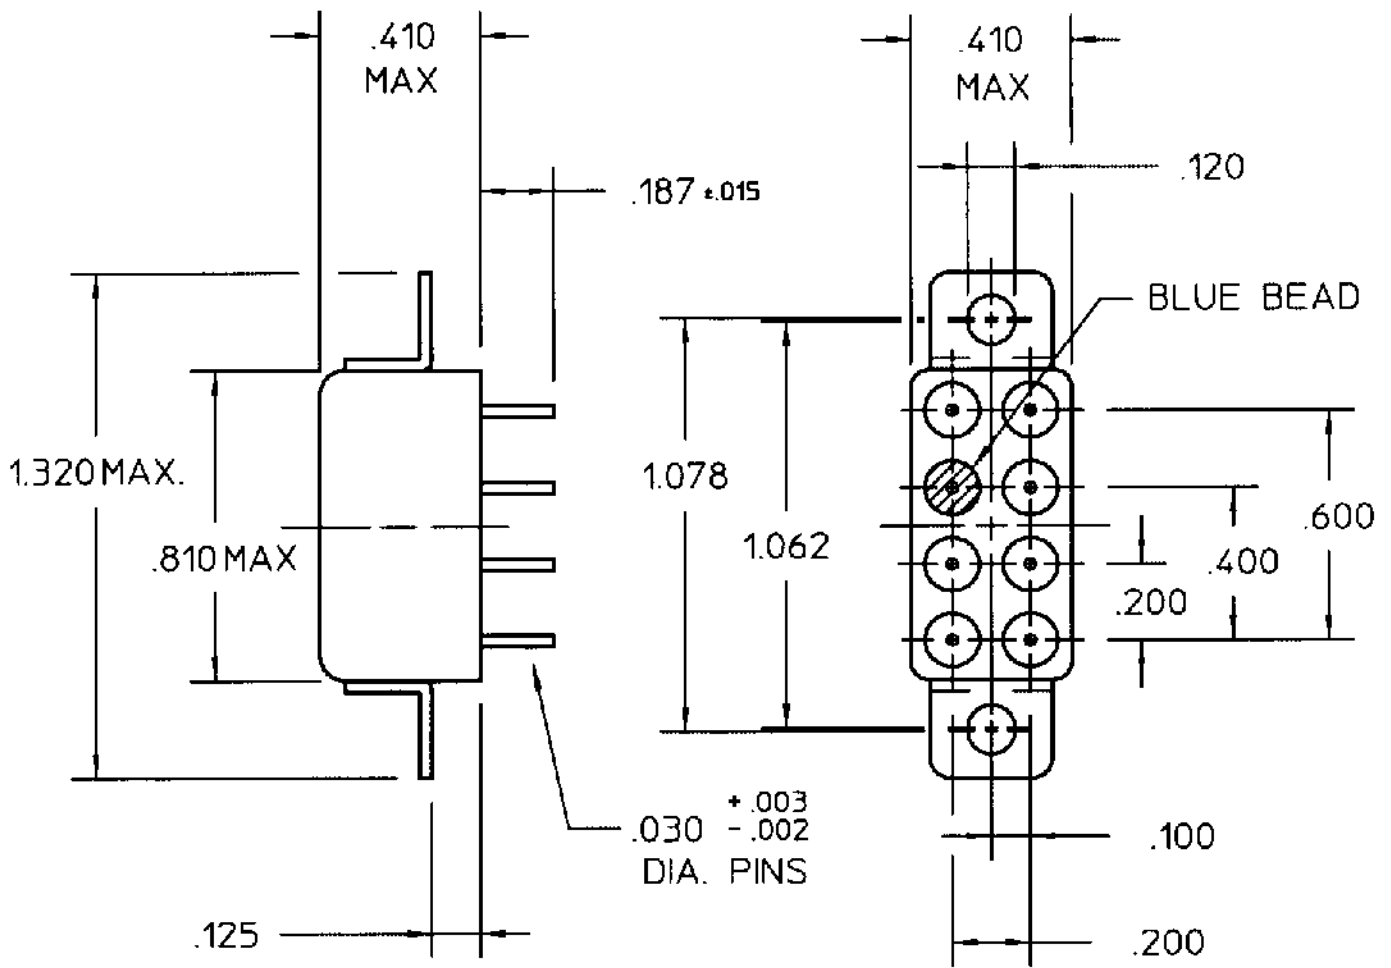 .410
MAX
.410
MAX
.120
.187 ±.015
BLUE BEAD
1.320 MAX.
1.078
.600
1.062
.810 MAX
.400
.200
+ .003
.030 - .002
DIA. PINS
.100
.125
.200